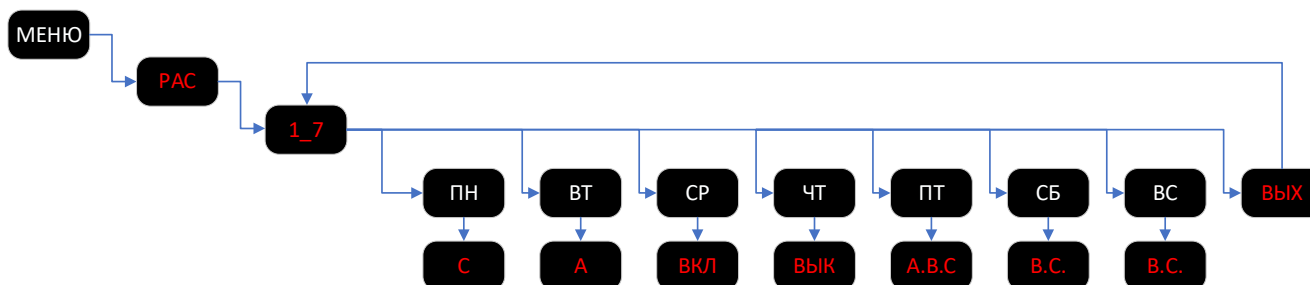 МЕНЮ
РАС
1_7
ПН
ВТ
СР
ЧТ
ПТ
СБ
ВС
ВЫХ
С
А
ВКЛ
ВЫК
А.В.С
В.С.
В.С.